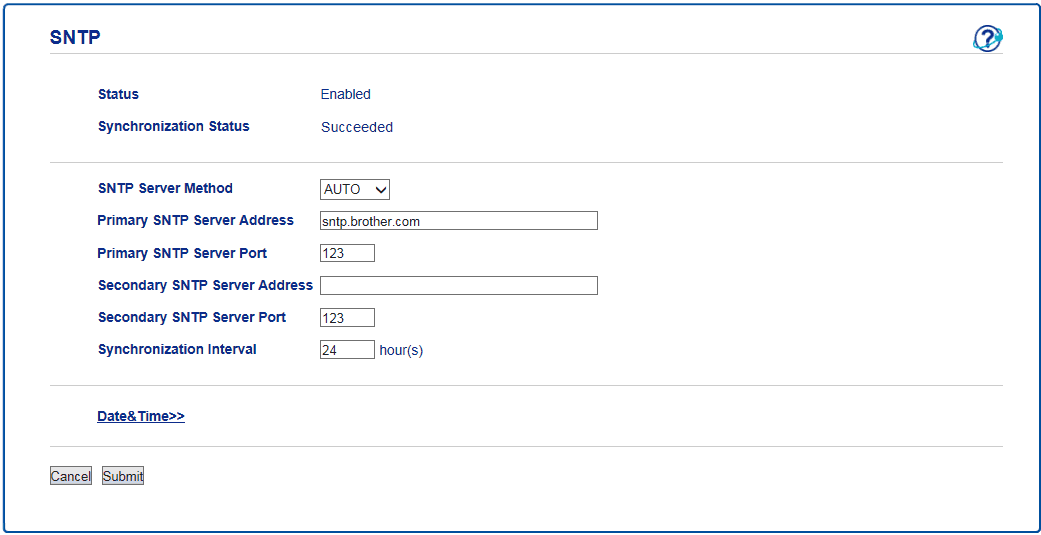 SNTP
?
Status Enabled
Synchronization Status Succeeded
SNTP Server Method AUTO
Primary SNTP Server Address sntp.brother.com
Primary SNTP Server Port 123
Secondary SNTP Server Address
Secondary SNTP Server Port 123
Synchronization Interval 24 hour(s)
Date&Time>>
Cancel Submit